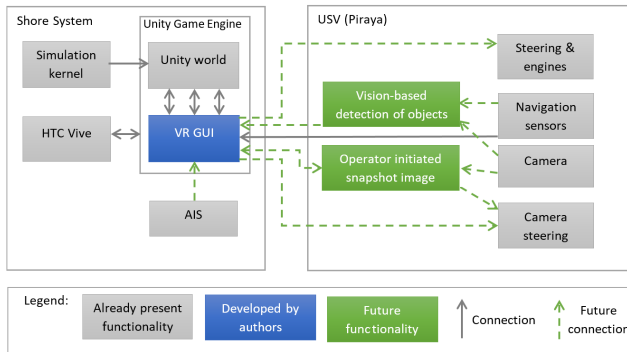 Shore System
Unity Game Engine
USV (Piraya)
Simulation
kernel
Unity world
Steering &
engines
Vision-based
detection of objects
Navigation
sensors
HTC Vive
VR GUI
Operator initiated
snapshot image
Camera
AIS
Camera
steering
Legend:
Already present
functionality
Developed by
authors
Future
functionality
Connection
Future
connection